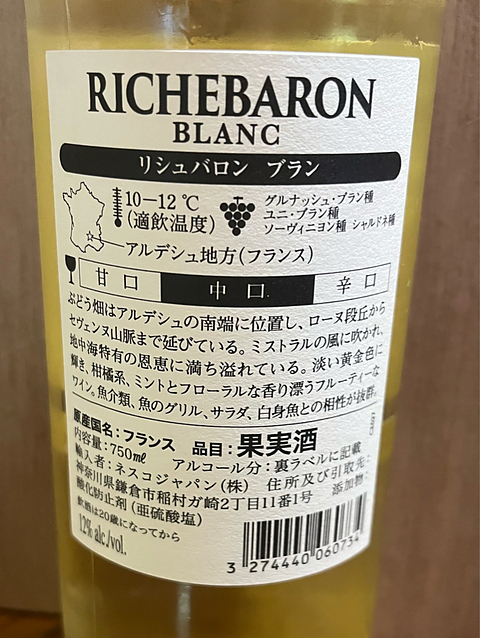 RICHEBARON
BLANC
リシュバロン ブラン
10—12℃
(適飲温度)
グルナッシュ・ブラン種
ユニ・ブラン種
ソーヴィニヨン種 シャルドネ種
アルデシュ地方(フランス)
甘口 中口 辛口
ぶどう畑はアルデシュの南端に位置し、ローヌ段丘から
セヴェンヌ山脈まで延びている。ミストラルの風に吹かれ、
地中海特有の恩恵に満ち溢れている。淡い黄金色に
輝き、柑橘系、ミントとフローラルな香り漂うフルーティーな
ワイン。魚介類、魚のグリル、サラダ、白身魚との相性が抜群。
原産国名:フランス 品目:果実酒
内容量:750㎖ アルコール分:裏ラベルに記載
輸入者:ネスコジャパン(株) 住所及び引取先:
神奈川県鎌倉市稲村ガ崎2丁目11番1号 添加物:
酸化防止剤(亜硫酸塩)
飲酒は20歳になってから
12% alc./vol.
3 274440 060734